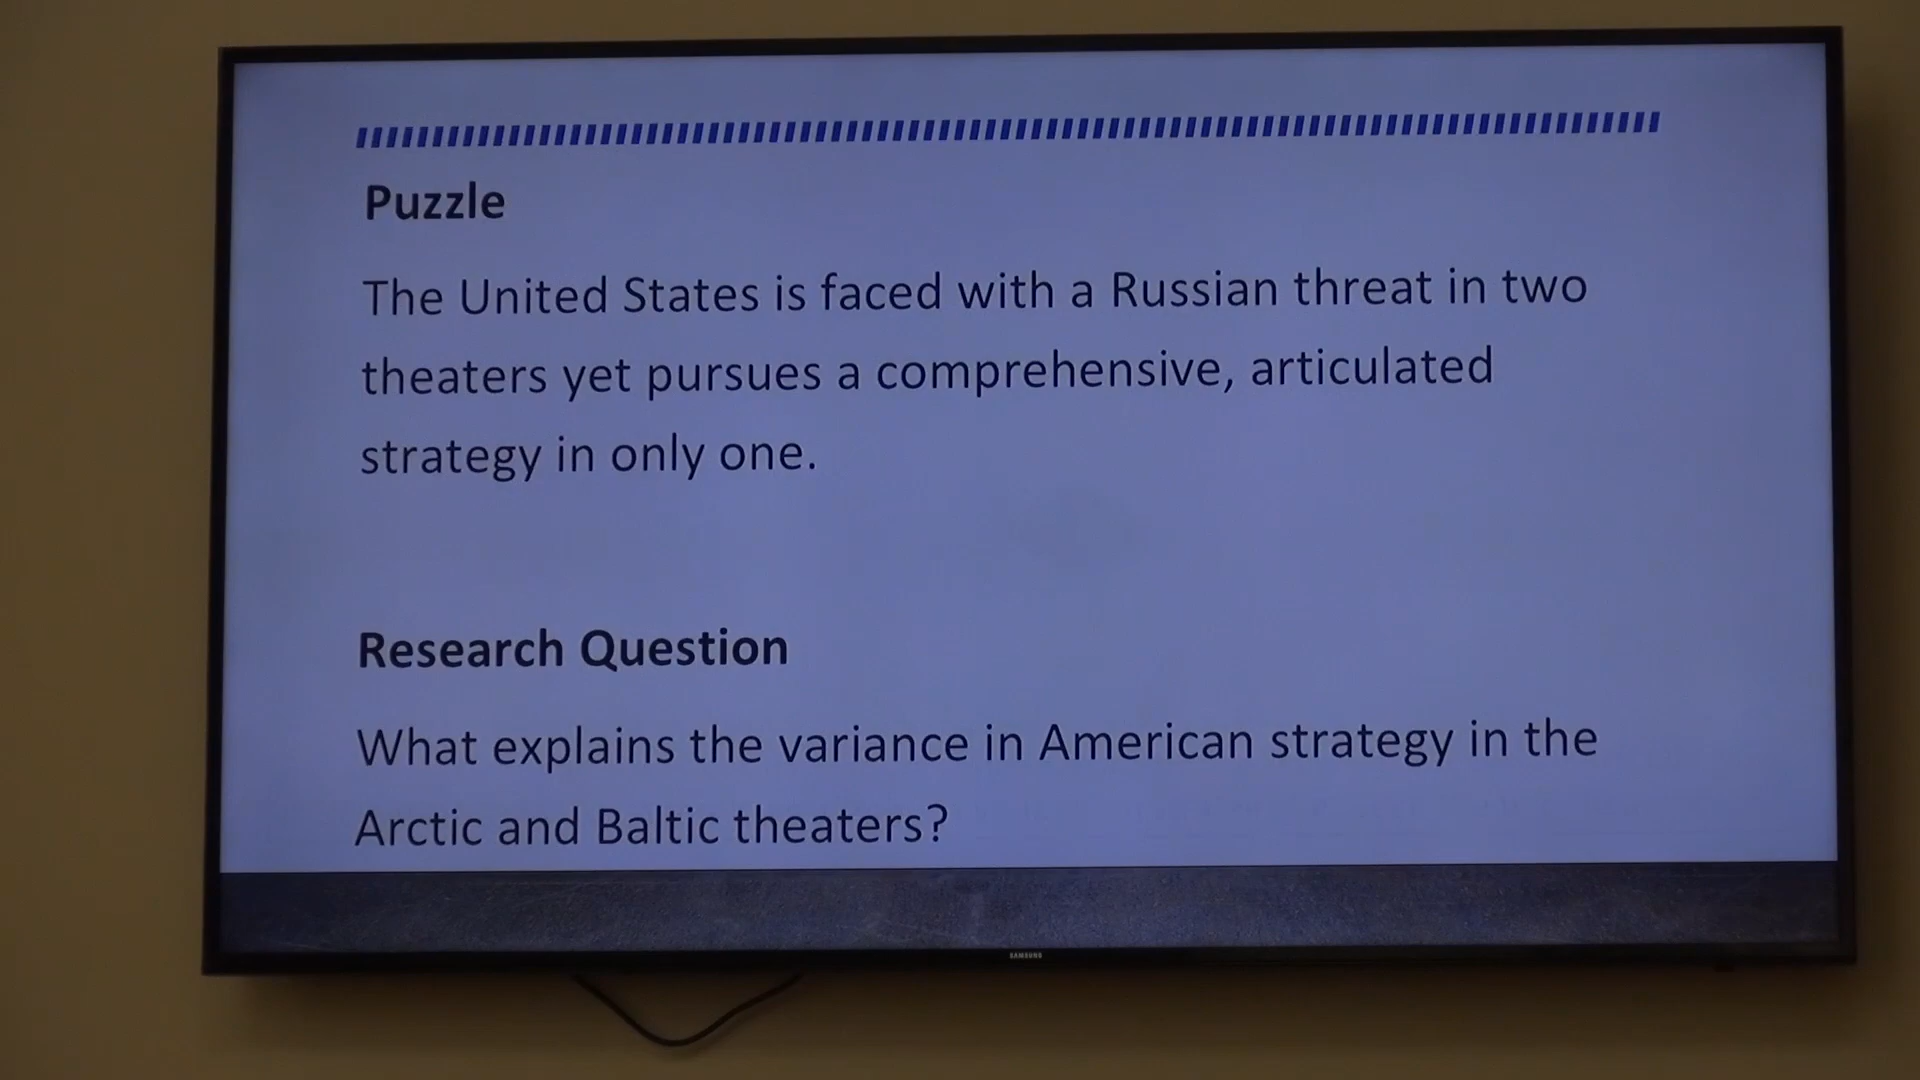 Puzzle
The United States is faced with a Russian threat in two
theaters yet pursues a comprehensive, articulated
strategy in only one.
Research Question
What explains the variance in American strategy in the
Arctic and Baltic theaters?
SAMSUNG